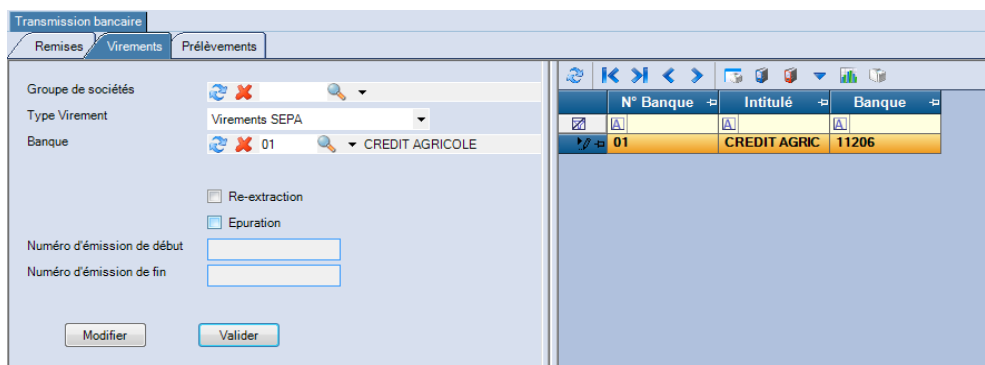 Transmission bancaire
Remises Virements Prélèvements
Groupe de sociétés
Type Virement Virements SEPA
Banque 01 CREDIT AGRICOLE
Re-extraction
Epuration
Numéro d'émission de début
Numéro d'émission de fin
Modifier Valider
N° Banque Intitulé Banque
A A A
01 CREDIT AGRIC 11206